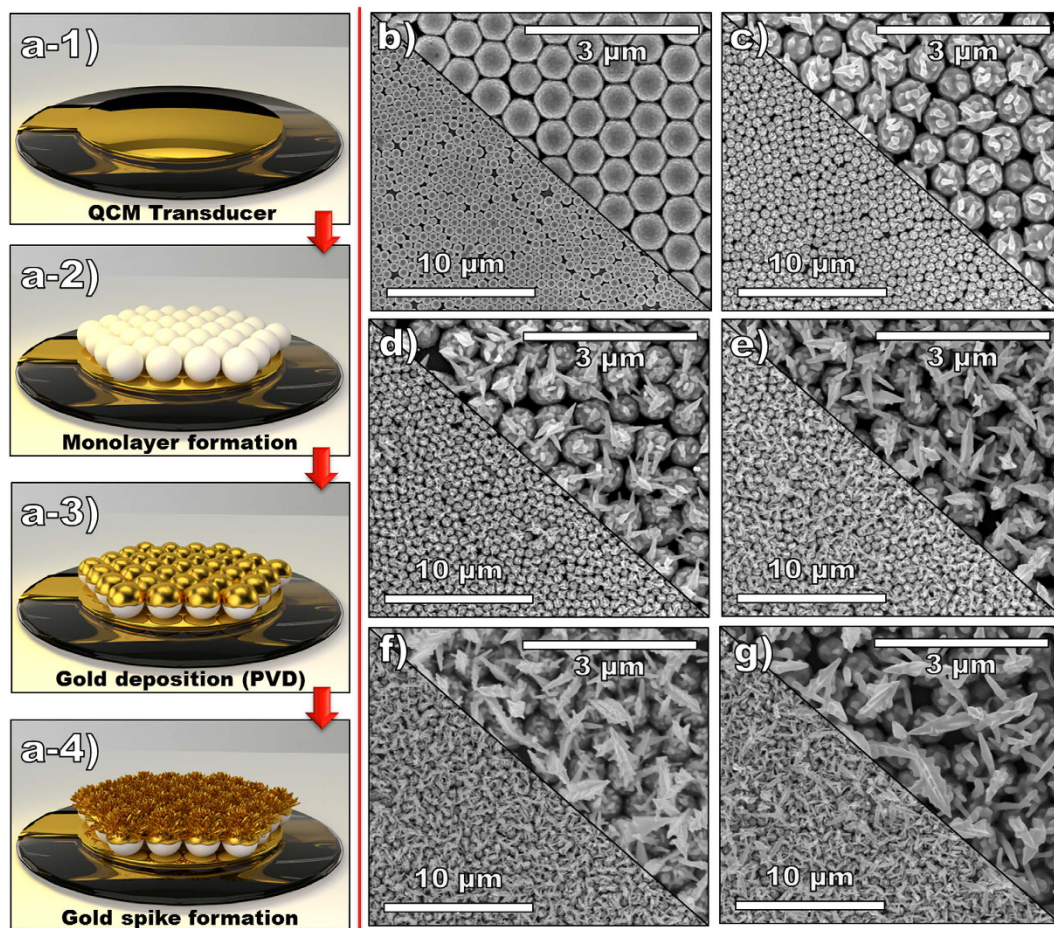 a-1)
QCM Transducer
a-2)
Monolayer formation
a-3)
Gold deposition (PVD)
a-4)
Gold spike formation
b)
3 μm
10 μm
c)
3 μm
10 μm
d)
3 μm
10 μm
e)
3 μm
10 μm
f)
3 μm
10 μm
g)
3 μm
10 μm